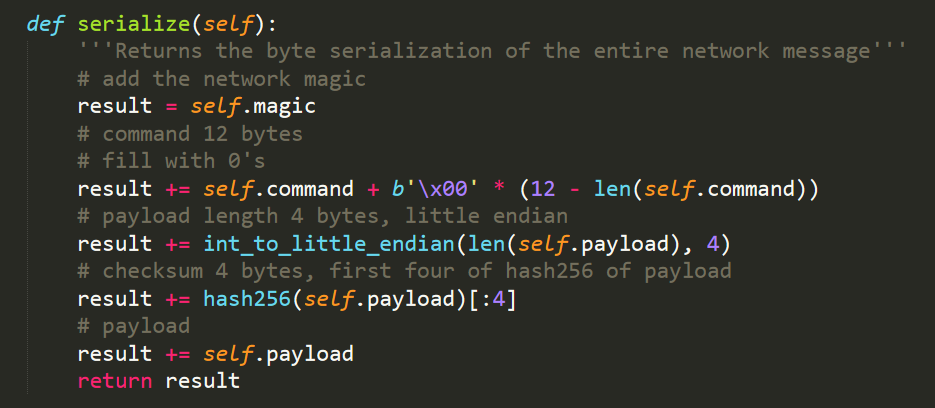 def serialize(self):
    '''Returns the byte serialization of the entire network message'''
    # add the network magic
    result = self.magic
    # command 12 bytes
    # fill with 0's
    result += self.command + b'\x00' * (12 - len(self.command))
    # payload length 4 bytes, little endian
    result += int_to_little_endian(len(self.payload), 4)
    # checksum 4 bytes, first four of hash256 of payload
    result += hash256(self.payload)[:4]
    # payload
    result += self.payload
    return result